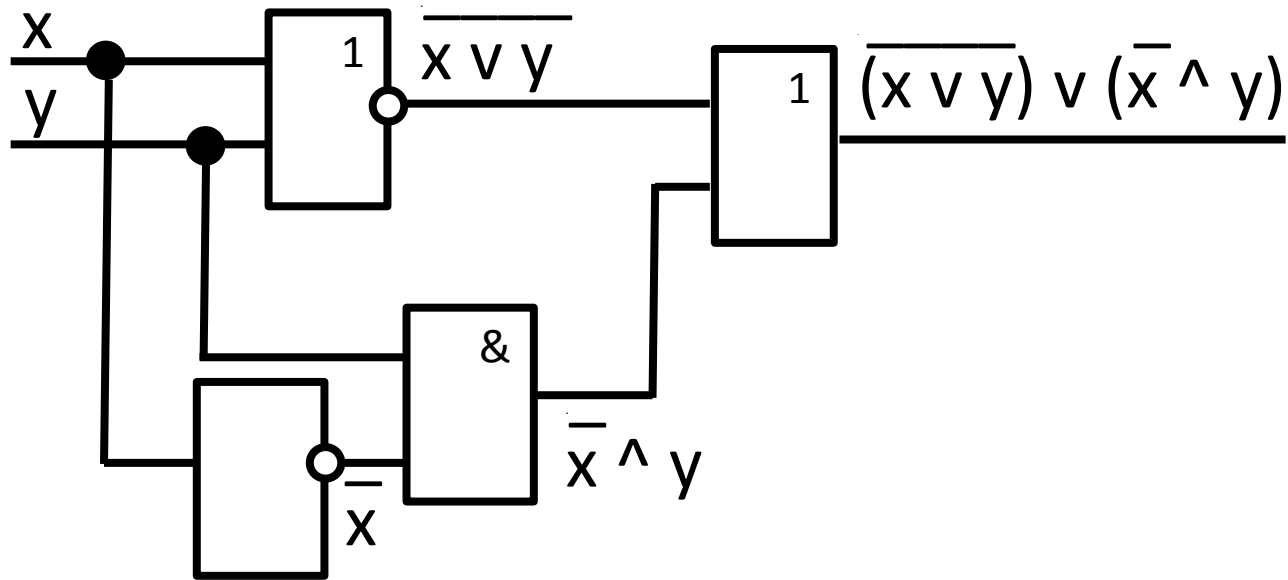 x
y
1
x̅ ̅v̅ ̅y̅
1
(x̅ ̅v̅ ̅y̅) v (x̅ ^ y)
&
x̅ ^ y
x̅